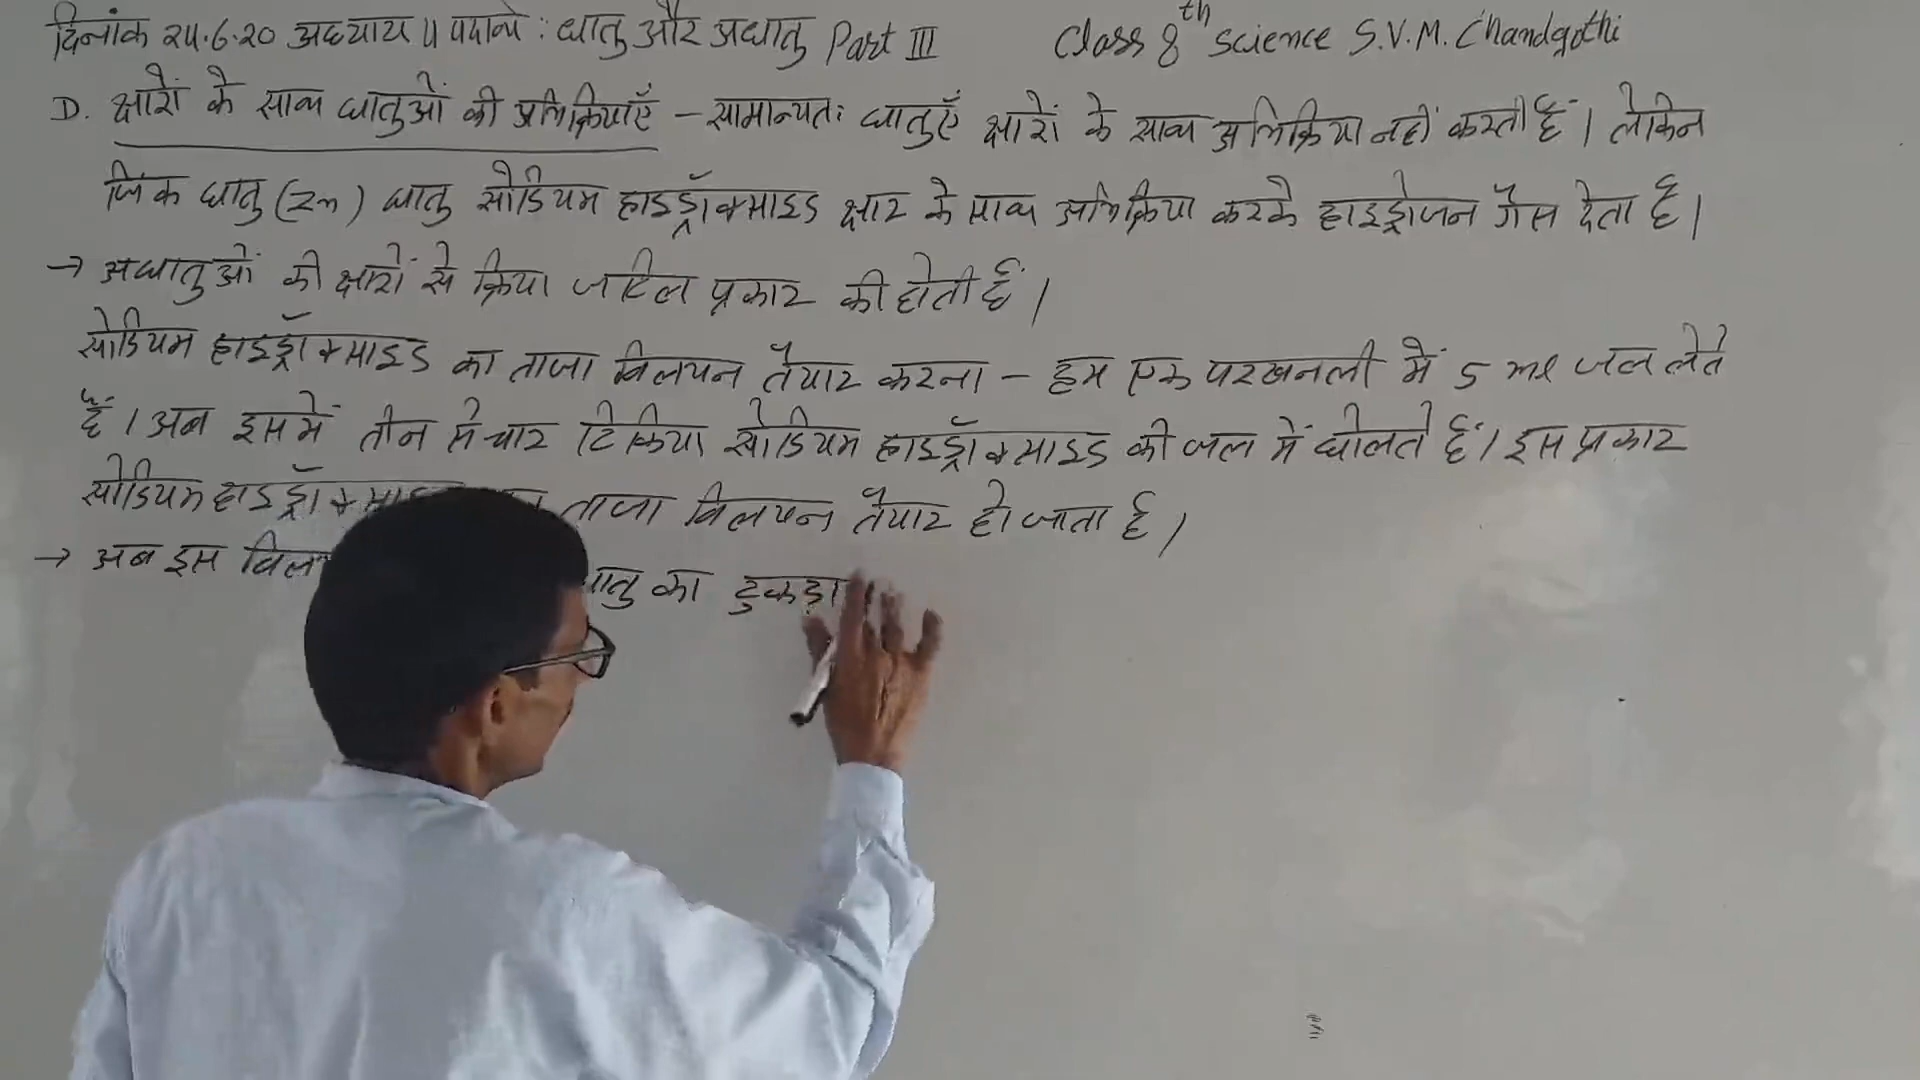 दिनांक 24.6.20 अध्याय 4 पदार्थ : धातु और अधातु Part III Class 8th Science S.V.M. Chandgothi
D. क्षारों के साथ धातुओं की अभिक्रियाएँ – सामान्यतः धातुएँ क्षारों के साथ अभिक्रिया नहीं करती हैं। लेकिन
जिंक धातु (Zn) धातु सोडियम हाइड्रॉक्साइड क्षार के साथ अभिक्रिया करके हाइड्रोजन गैस देता है।
→ अधातुओं की क्षारों से क्रिया जटिल प्रकार की होती है।
सोडियम हाइड्रॉक्साइड का ताजा विलयन तैयार करना – हम एक परखनली में 5 ml जल लेते
हैं। अब इसमें तीन से चार टिकिया सोडियम हाइड्रॉक्साइड की जल में घोलते हैं। इस प्रकार
सोडियम ताजा विलयन तैयार हो जाता है।
→ अब इस का टुकड़ा